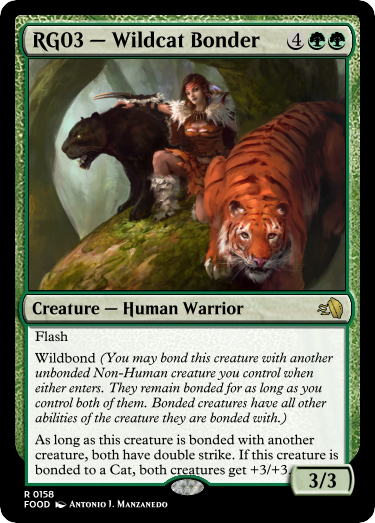 RG03 — Wildcat Bonder 4
Creature — Human Warrior
Flash
Wildbond (You may bond this creature with another
unbonded Non-Human creature you control when
either enters. They remain bonded for as long as you
control both of them. Bonded creatures have all other
abilities of the creature they are bonded with.)
As long as this creature is bonded with another
creature, both have double strike. If this creature is
bonded to a Cat, both creatures get +3/+3.
3/3
R 0158
FOOD Antonio J. Manzanedo